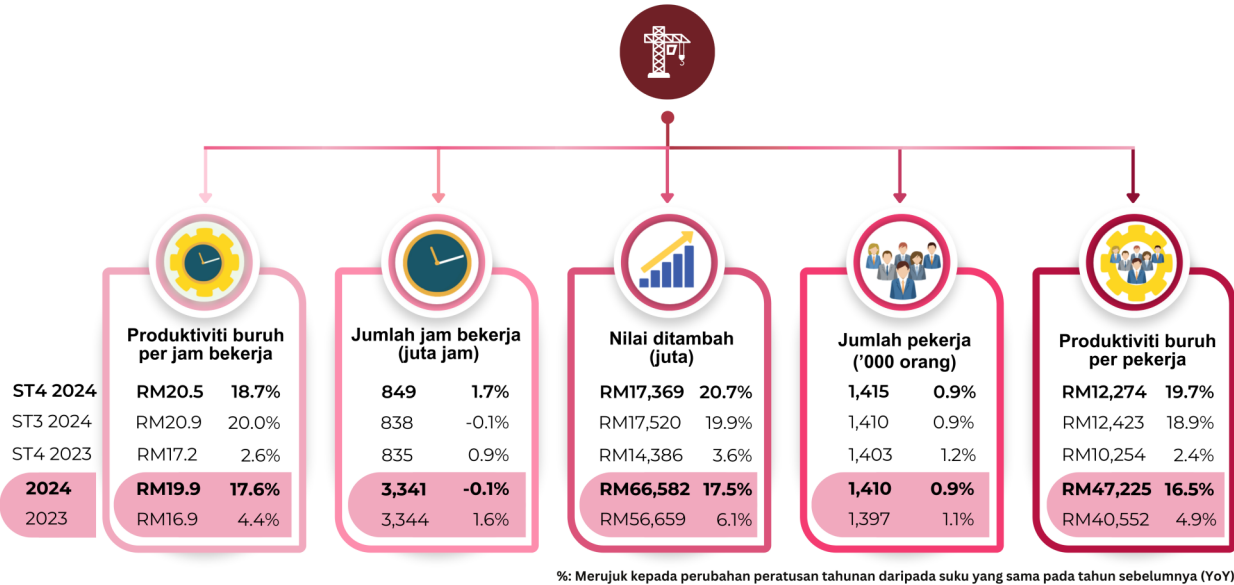 Produktiviti buruh
per jam bekerja
Jumlah jam bekerja
(juta jam)
Nilai ditambah
(juta)
Jumlah pekerja
('000 orang)
Produktiviti buruh
per pekerja
ST4 2024 RM20.5 18.7% 849 1.7% RM17,369 20.7% 1,415 0.9% RM12,274 19.7%
ST3 2024 RM20.9 20.0% 838 -0.1% RM17,520 19.9% 1,410 0.9% RM12,423 18.9%
ST4 2023 RM17.2 2.6% 835 0.9% RM14,386 3.6% 1,403 1.2% RM10,254 2.4%
2024 RM19.9 17.6% 3,341 -0.1% RM66,582 17.5% 1,410 0.9% RM47,225 16.5%
2023 RM16.9 4.4% 3,344 1.6% RM56,659 6.1% 1,397 1.1% RM40,552 4.9%
%: Merujuk kepada perubahan peratusan tahunan daripada suku yang sama pada tahun sebelumnya (YoY)